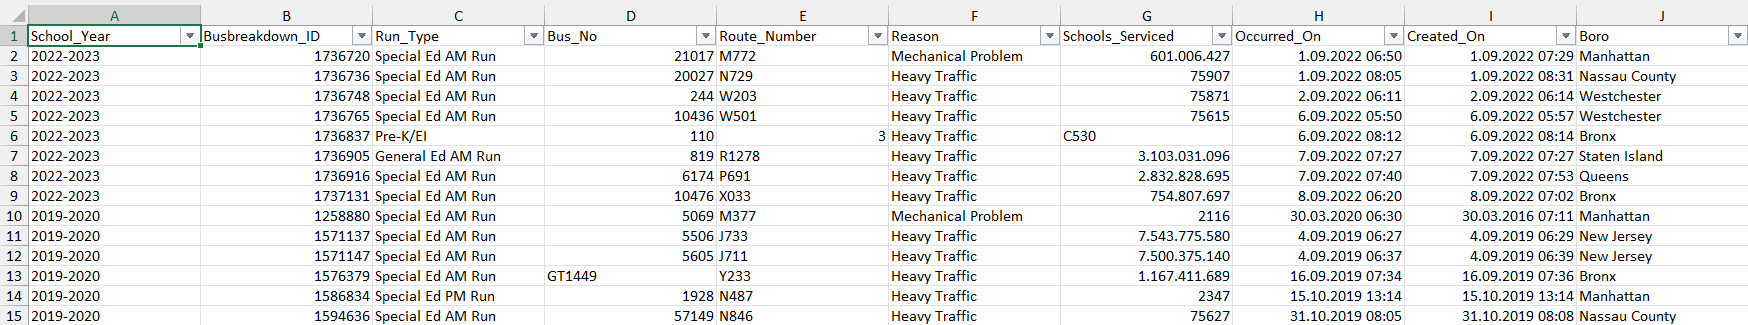 A B C D E F G H I J
1 School_Year Busbreakdown_ID Run_Type Bus_No Route_Number Reason Schools_Serviced Occurred_On Created_On Boro
2 2022-2023 1736720 Special Ed AM Run 21017 M772 Mechanical Problem 601.006.427 1.09.2022 06:50 1.09.2022 07:29 Manhattan
3 2022-2023 1736736 Special Ed AM Run 20027 N729 Heavy Traffic 75907 1.09.2022 08:05 1.09.2022 08:31 Nassau County
4 2022-2023 1736748 Special Ed AM Run 244 W203 Heavy Traffic 75871 2.09.2022 06:11 2.09.2022 06:14 Westchester
5 2022-2023 1736765 Special Ed AM Run 10436 W501 Heavy Traffic 75615 6.09.2022 05:50 6.09.2022 05:57 Westchester
6 2022-2023 1736837 Pre-K/EI 110 3 Heavy Traffic C530 6.09.2022 08:12 6.09.2022 08:14 Bronx
7 2022-2023 1736905 General Ed AM Run 819 R1278 Heavy Traffic 3.103.031.096 7.09.2022 07:27 7.09.2022 07:27 Staten Island
8 2022-2023 1736916 Special Ed AM Run 6174 P691 Heavy Traffic 2.832.828.695 7.09.2022 07:40 7.09.2022 07:53 Queens
9 2022-2023 1737131 Special Ed AM Run 10476 X033 Heavy Traffic 754.807.697 8.09.2022 06:20 8.09.2022 07:02 Bronx
10 2019-2020 1258880 Special Ed AM Run 5069 M377 Mechanical Problem 2116 30.03.2020 06:30 30.03.2016 07:11 Manhattan
11 2019-2020 1571137 Special Ed AM Run 5506 J733 Heavy Traffic 7.543.775.580 4.09.2019 06:27 4.09.2019 06:29 New Jersey
12 2019-2020 1571147 Special Ed AM Run 5605 J711 Heavy Traffic 7.500.375.140 4.09.2019 06:37 4.09.2019 06:39 New Jersey
13 2019-2020 1576379 Special Ed AM Run GT1449 Y233 Heavy Traffic 1.167.411.689 16.09.2019 07:34 16.09.2019 07:36 Bronx
14 2019-2020 1586834 Special Ed PM Run 1928 N487 Heavy Traffic 2347 15.10.2019 13:14 15.10.2019 13:14 Manhattan
15 2019-2020 1594636 Special Ed AM Run 57149 N846 Heavy Traffic 75627 31.10.2019 08:05 31.10.2019 08:08 Nassau County